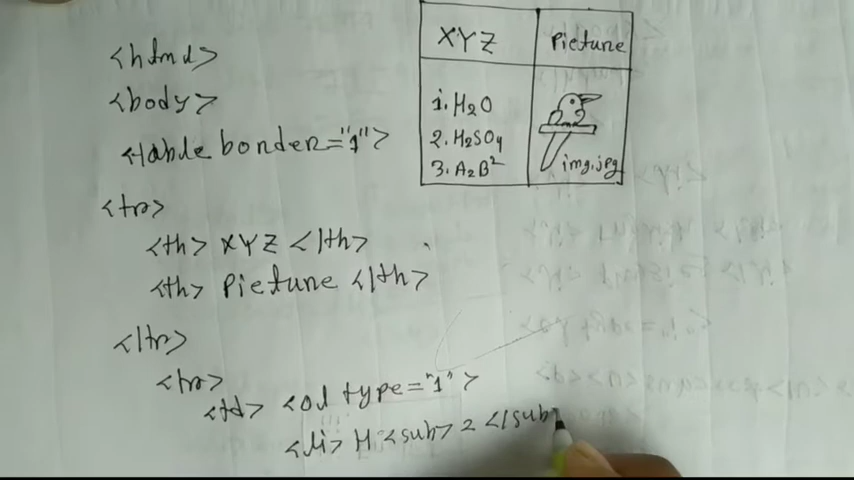 XYZ Picture
1. H₂O
2. H₂SO₄
3. A₂B²
img.jpg
<html>
<body>
<table border="1">
<tr>
<th> XYZ </th>
<th> Picture </th>
</tr>
<tr>
<td> <ol type="1">
<li> H <sub> 2 </sub>